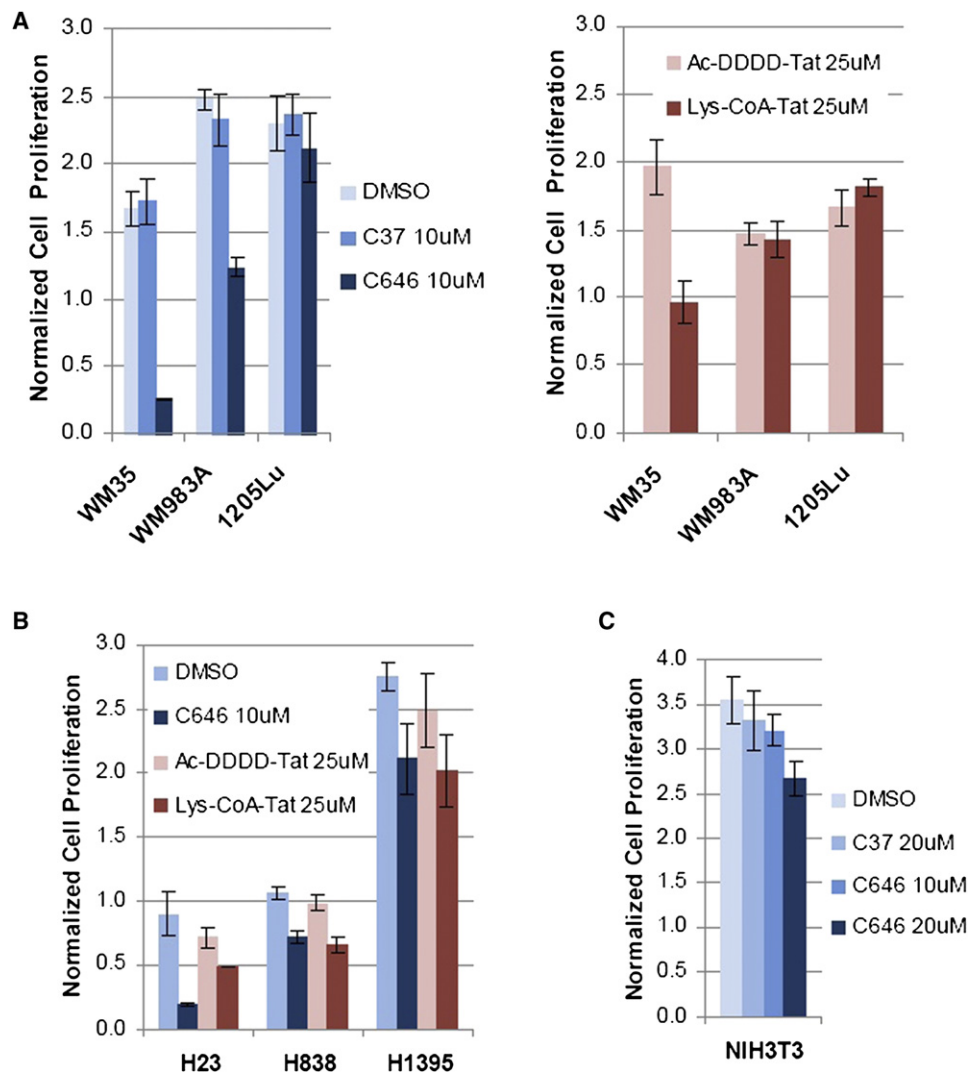 A
Normalized Cell Proliferation
3.0
2.5
2.0
1.5
1.0
0.5
0.0
WM35
WM983A
1205Lu
DMSO
C37 10uM
C646 10uM
Normalized Cell Proliferation
3.0
2.5
2.0
1.5
1.0
0.5
0.0
Ac-DDDD-Tat 25uM
Lys-CoA-Tat 25uM
WM35
WM983A
1205Lu
B
Normalized Cell Proliferation
3.0
2.5
2.0
1.5
1.0
0.5
0.0
DMSO
C646 10uM
Ac-DDDD-Tat 25uM
Lys-CoA-Tat 25uM
H23
H838
H1395
C
Normalized Cell Proliferation
4.0
3.5
3.0
2.5
2.0
1.5
1.0
0.5
0.0
NIH3T3
DMSO
C37 20uM
C646 10uM
C646 20uM